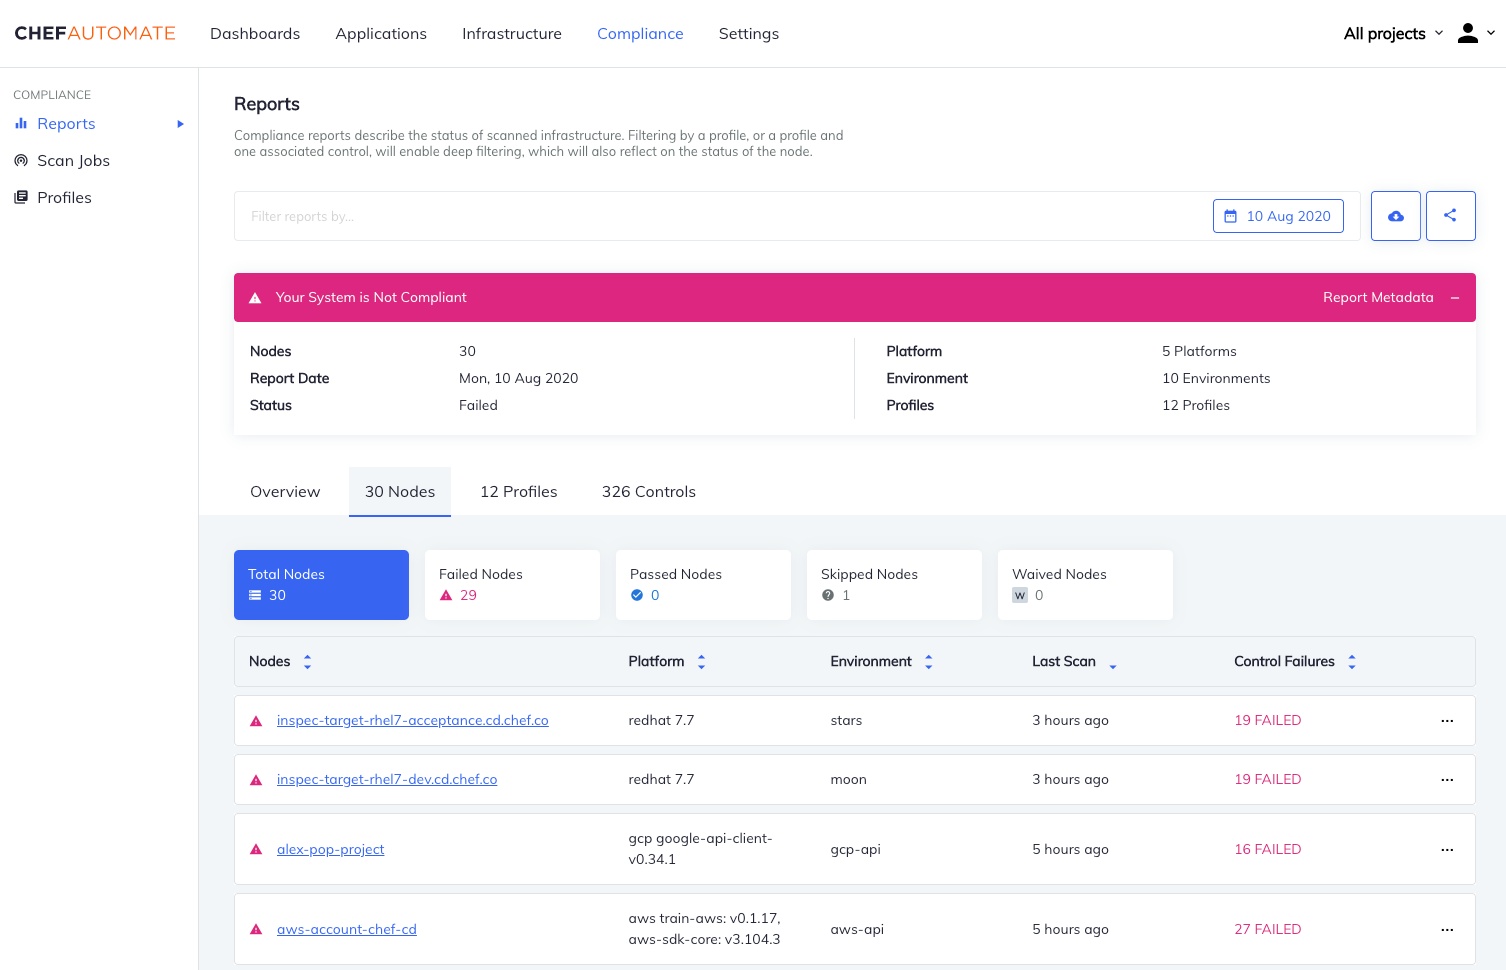 CHEFAUTOMATE Dashboards Applications Infrastructure Compliance Settings All projects
COMPLIANCE
Reports
Scan Jobs
Profiles
Reports
Compliance reports describe the status of scanned infrastructure. Filtering by a profile, or a profile and
one associated control, will enable deep filtering, which will also reflect on the status of the node.
Filter reports by... 10 Aug 2020
Your System is Not Compliant Report Metadata
Nodes 30 Platform 5 Platforms
Report Date Mon, 10 Aug 2020 Environment 10 Environments
Status Failed Profiles 12 Profiles
Overview 30 Nodes 12 Profiles 326 Controls
Total Nodes Failed Nodes Passed Nodes Skipped Nodes Waived Nodes
30 29 0 1 W 0
Nodes Platform Environment Last Scan Control Failures
inspec-target-rhel7-acceptance.cd.chef.co redhat 7.7 stars 3 hours ago 19 FAILED
inspec-target-rhel7-dev.cd.chef.co redhat 7.7 moon 3 hours ago 19 FAILED
alex-pop-project gcp google-api-client-
v0.34.1 gcp-api 5 hours ago 16 FAILED
aws-account-chef-cd aws train-aws: v0.1.17,
aws-sdk-core: v3.104.3 aws-api 5 hours ago 27 FAILED